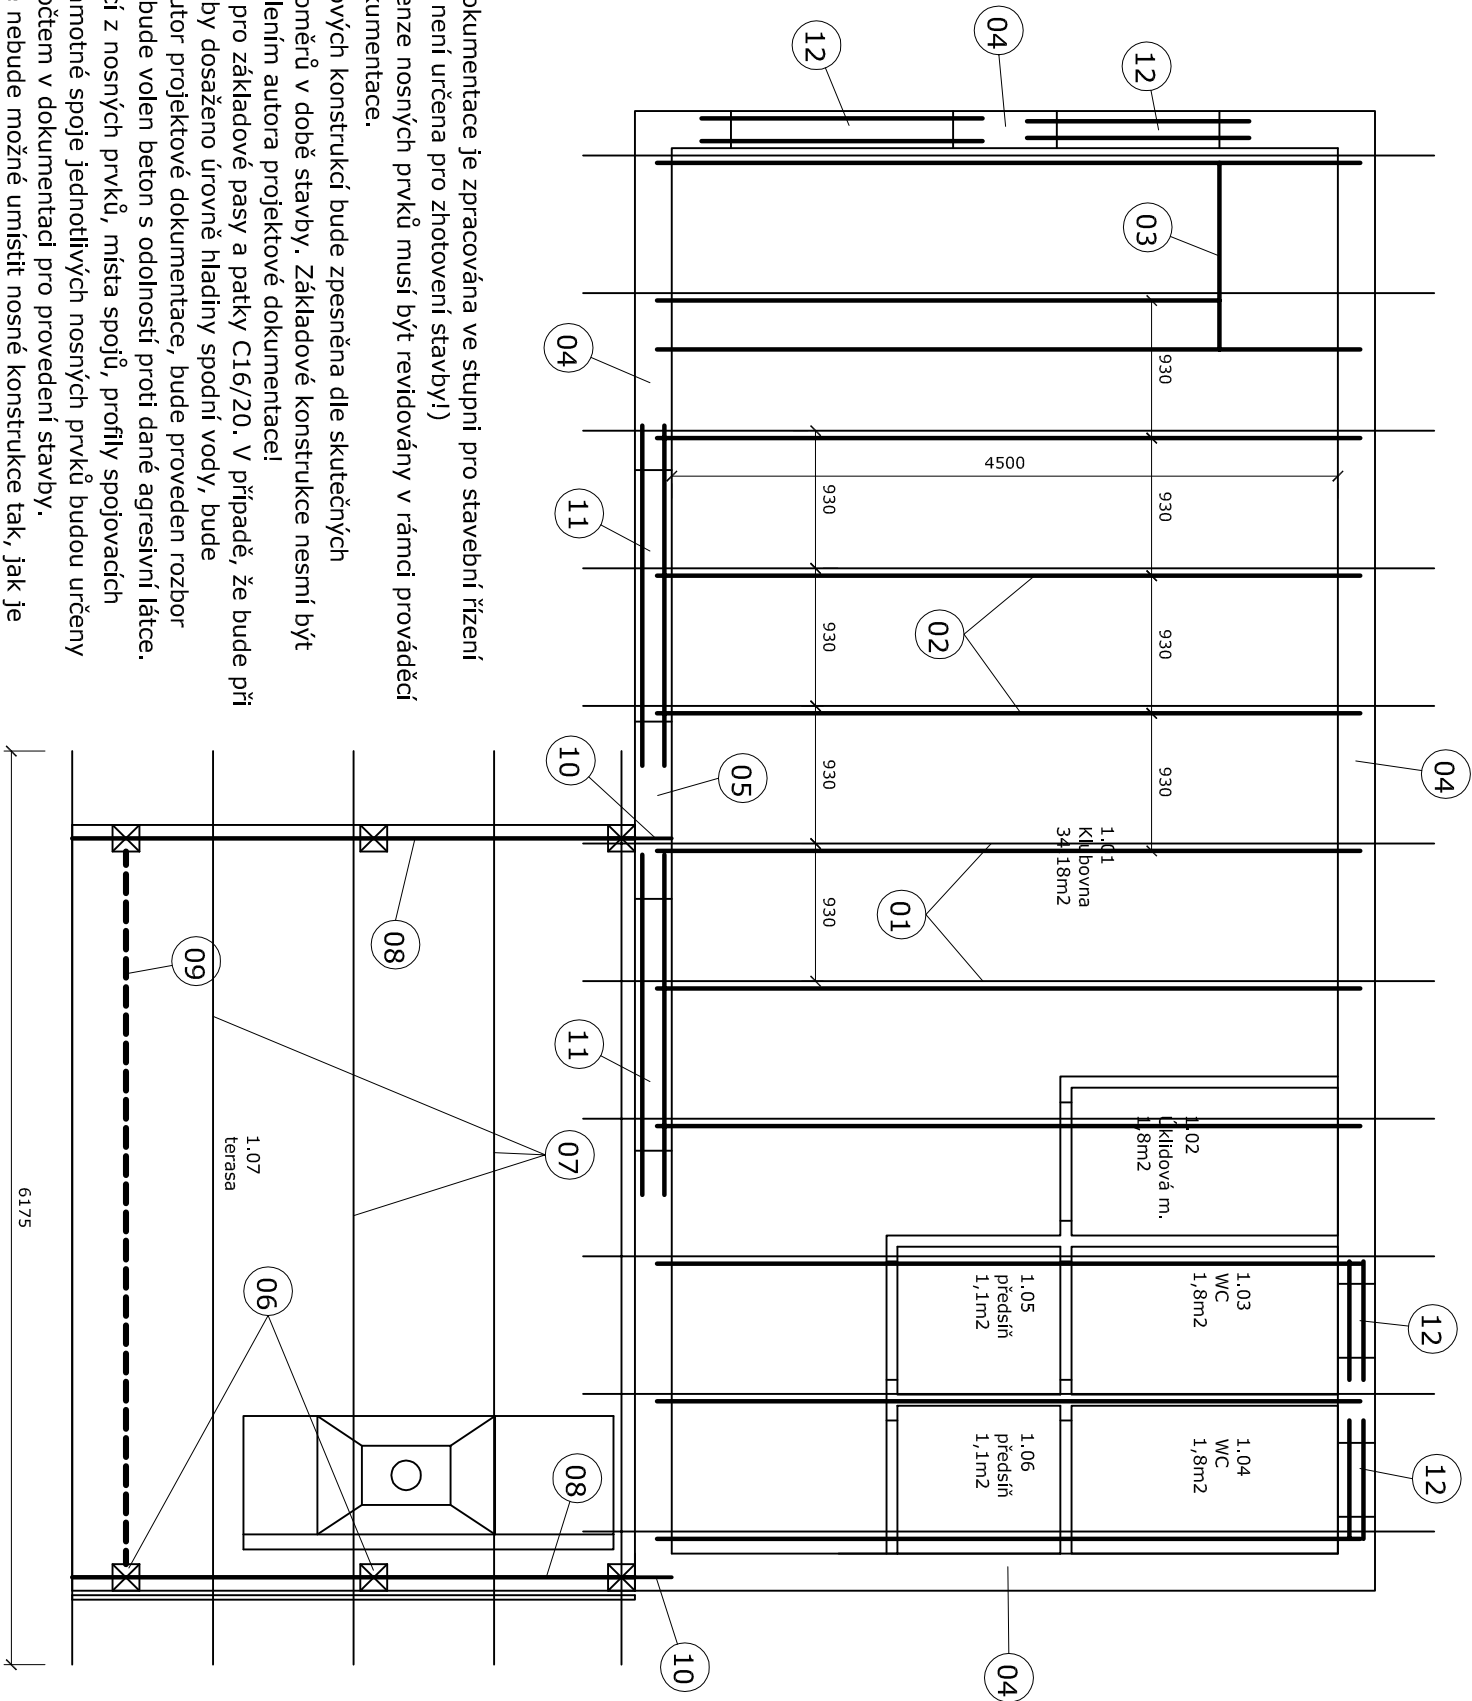 04
12
12
12
04
04
12
03
930
930
930
930
1.01
Klubovna
34,18m2
1.02
Úklidová m.
1,8m2
1.03
WC
1,8m2
1.04
WC
1,8m2
4500
02
01
1.05
předsíň
1,1m2
1.06
předsíň
1,1m2
930
930
930
930
05
04
11
10
11
10
07
08
08
09
06
1.07
terasa
6175
okumentace je zpracována ve stupni pro stavební řízení
není určena pro zhotovení stavby!)
enze nosných prvků musí být revidovány v rámci prováděcí
kumentace.
ových konstrukcí bude zpesněna dle skutečných
oměrů v době stavby. Základové konstrukce nesmí být
lením autora projektové dokumentace!
pro základové pasy a patky C16/20. V případě, že bude při
by dosaženo úrovně hladiny spodní vody, bude
utor projektové dokumentace, bude proveden rozbor
bude volen beton s odolností proti dané agresivní látce.
cí z nosných prvků, místa spojů, profily spojovacích
amotné spoje jednotlivých nosných prvků budou určeny
očtem v dokumentaci pro provedení stavby.
nebude možné umístit nosné konstrukce tak, jak je